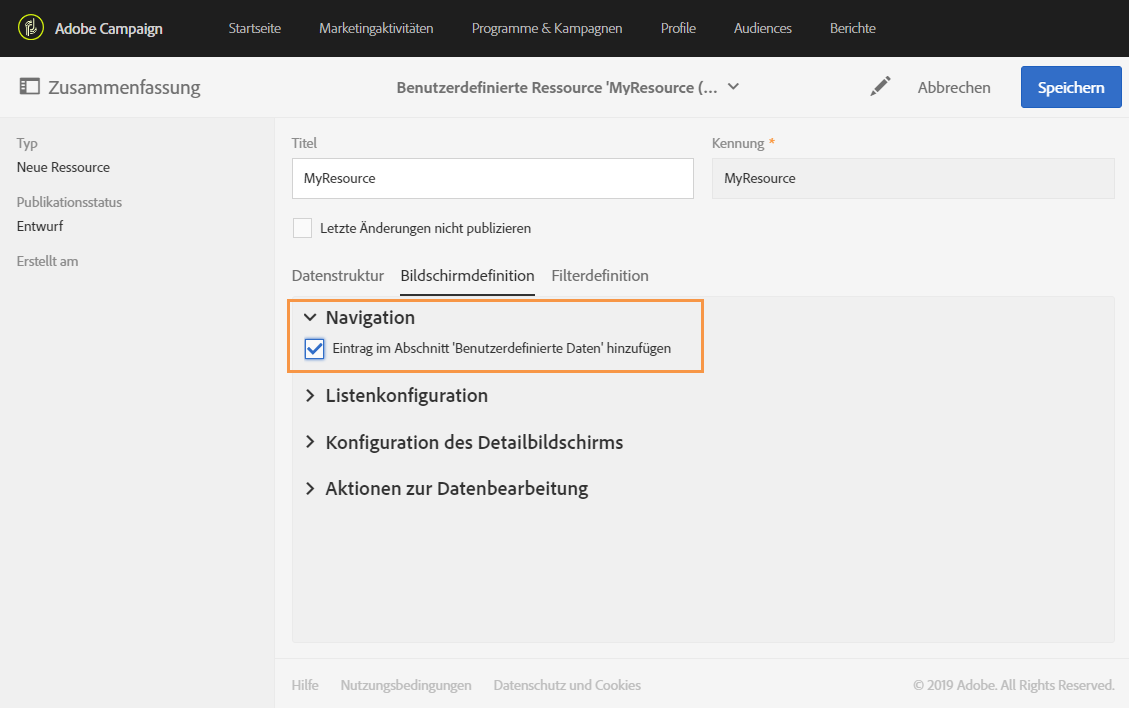 Adobe Campaign Startseite Marketingaktivitäten Programme & Kampagnen Profile Audiences Berichte
Zusammenfassung Benutzerdefinierte Ressource 'MyResource (... Abbrechen Speichern
Typ
Neue Ressource
Publikationsstatus
Entwurf
Erstellt am
Titel Kennung *
MyResource MyResource
Letzte Änderungen nicht publizieren
Datenstruktur Bildschirmdefinition Filterdefinition
Navigation
Eintrag im Abschnitt 'Benutzerdefinierte Daten' hinzufügen
Listenkonfiguration
Konfiguration des Detailbildschirms
Aktionen zur Datenbearbeitung
Hilfe Nutzungsbedingungen Datenschutz und Cookies © 2019 Adobe. All Rights Reserved.